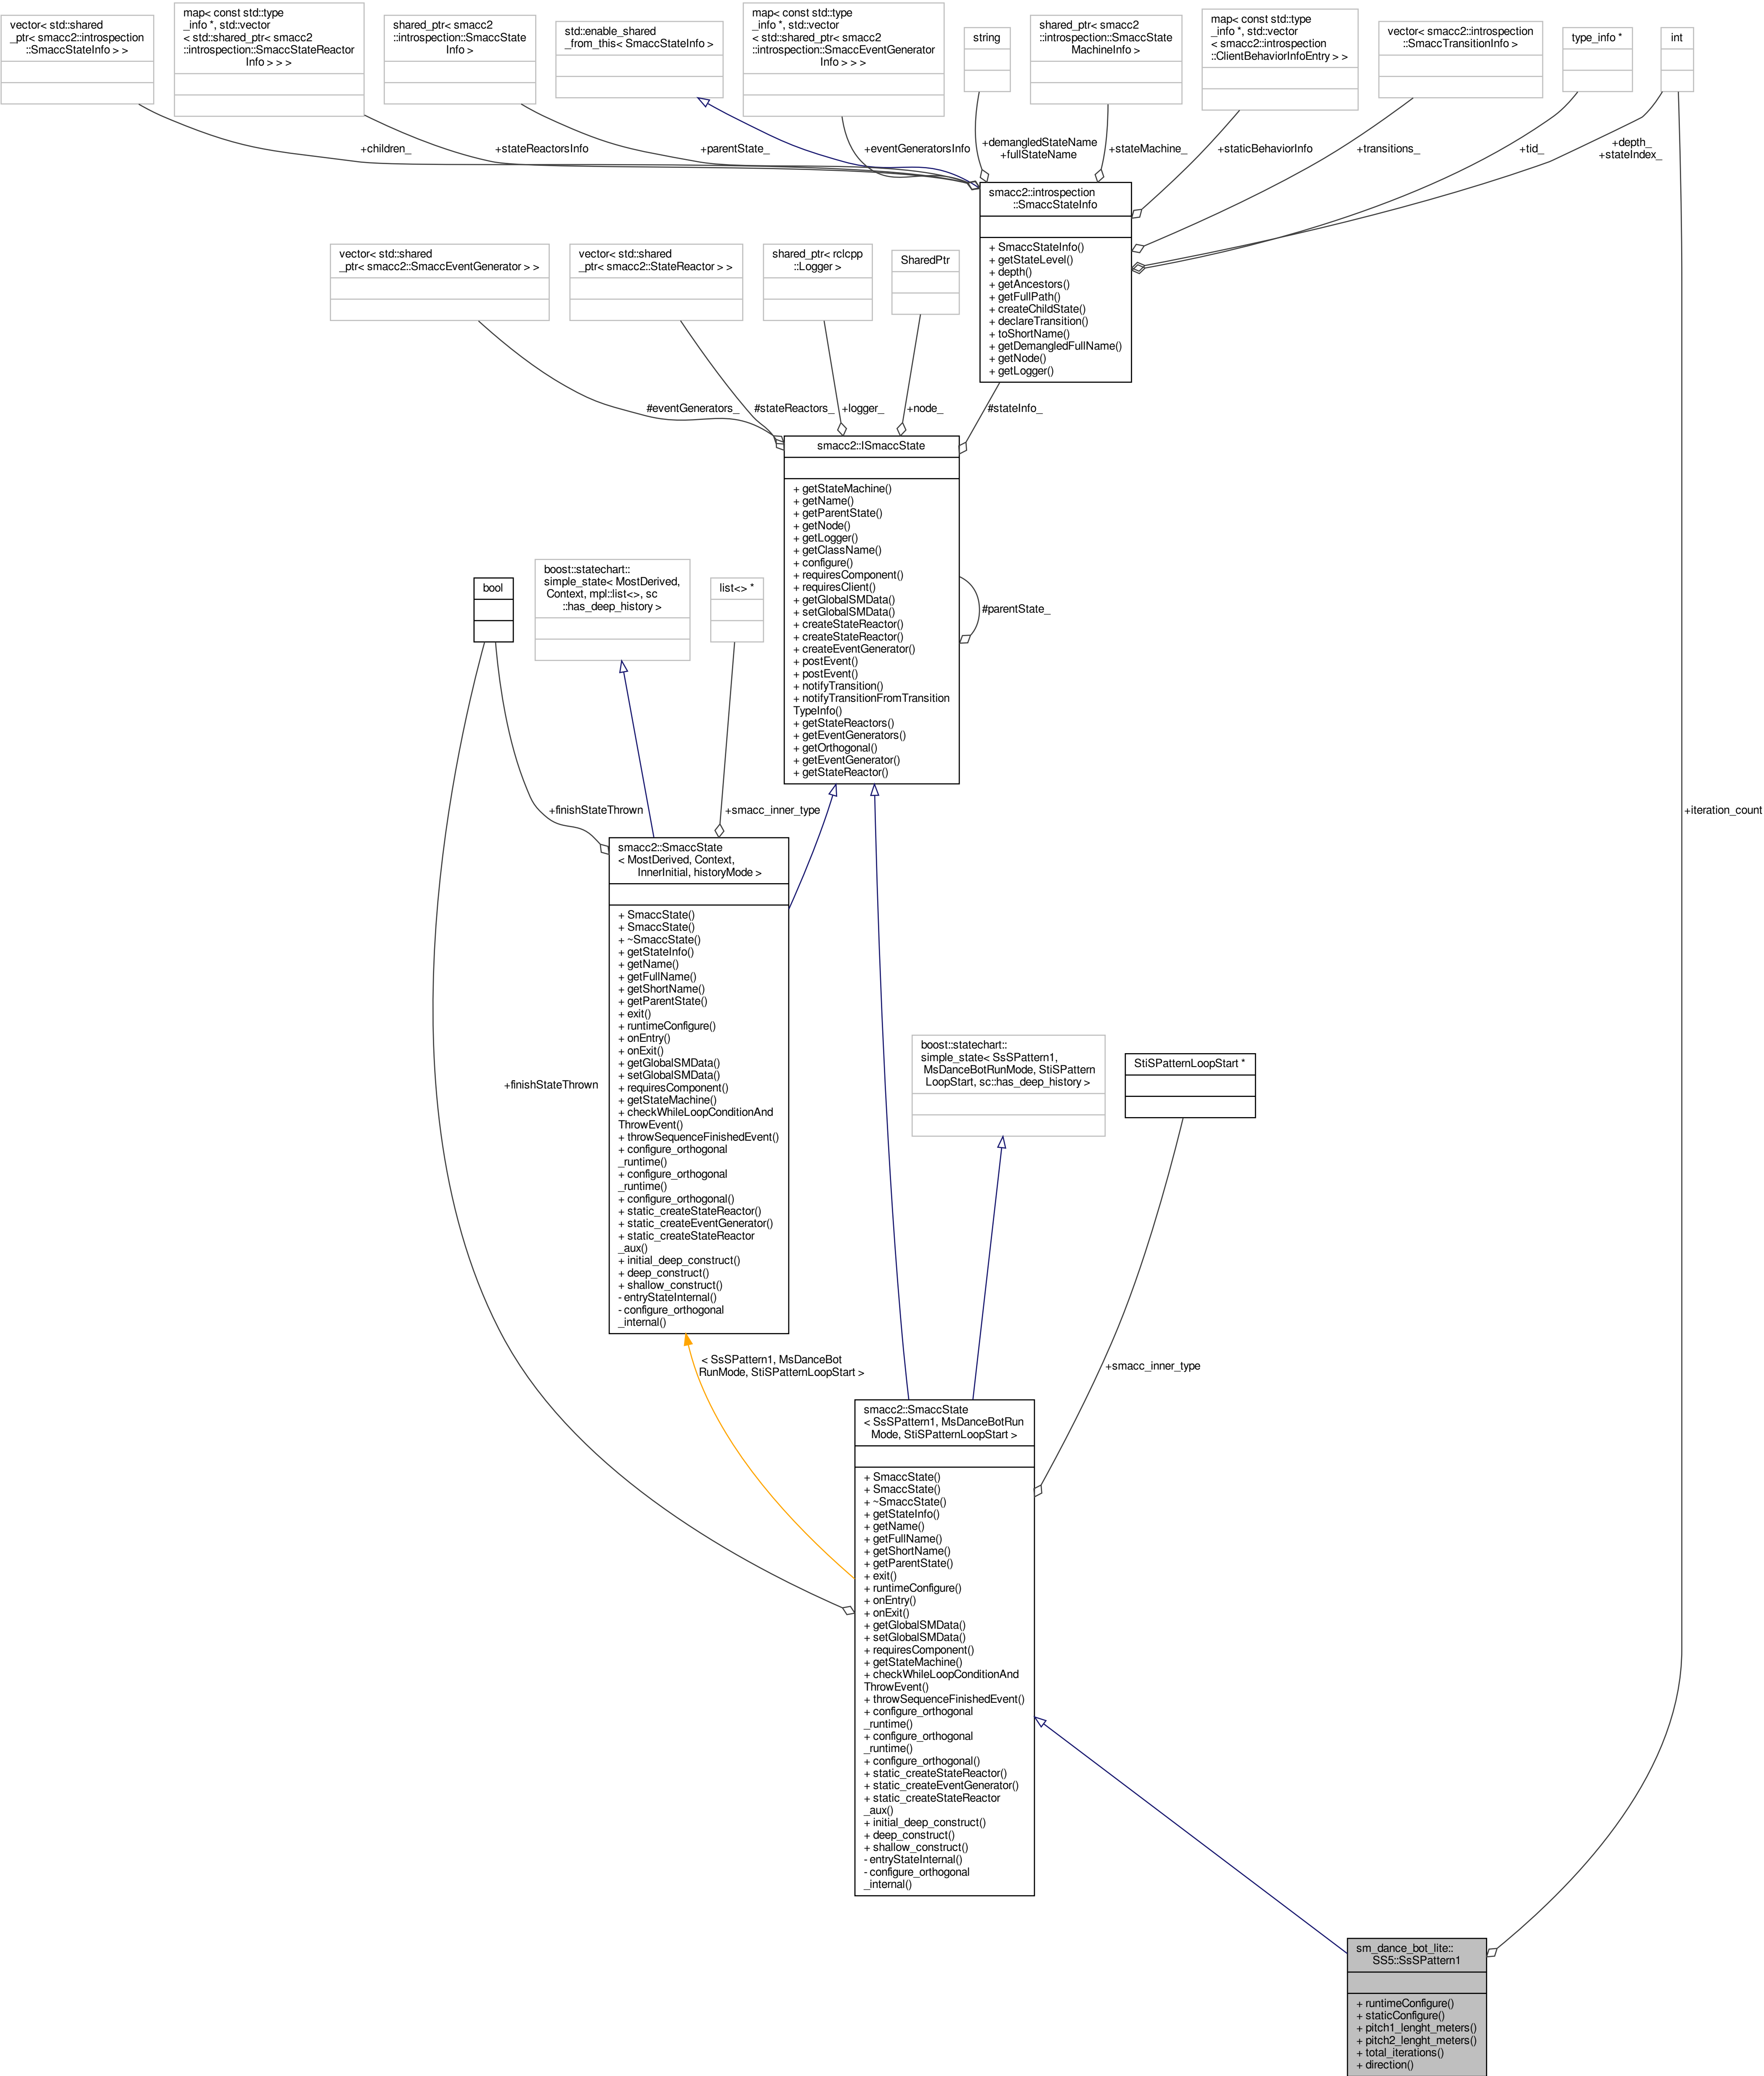 vector< std::shared
_ptr< smacc2::introspection
::SmaccStateInfo > >
map< const std::type
_info *, std::vector
< std::shared_ptr< smacc2
::introspection::SmaccStateReactor
Info > > >
shared_ptr< smacc2
::introspection::SmaccState
Info >
std::enable_shared
_from_this< SmaccStateInfo >
map< const std::type
_info *, std::vector
< std::shared_ptr< smacc2
::introspection::SmaccEventGenerator
Info > > >
string
shared_ptr< smacc2
::introspection::SmaccState
MachineInfo >
map< const std::type
_info *, std::vector
< smacc2::introspection
::ClientBehaviorInfoEntry > >
vector< smacc2::introspection
::SmaccTransitionInfo >
type_info *
int
+children_
+stateReactorsInfo
+parentState_
+eventGeneratorsInfo
+demangledStateName
+fullStateName
+stateMachine_
+staticBehaviorInfo
+transitions_
+tid_
+depth_
+stateIndex_
smacc2::introspection
::SmaccStateInfo
+ SmaccStateInfo()
+ getStateLevel()
+ depth()
+ getAncestors()
+ getFullPath()
+ createChildState()
+ declareTransition()
+ toShortName()
+ getDemangledFullName()
+ getNode()
+ getLogger()
vector< std::shared
_ptr< smacc2::SmaccEventGenerator > >
vector< std::shared
_ptr< smacc2::StateReactor > >
shared_ptr< rclcpp
::Logger >
SharedPtr
#eventGenerators_
#stateReactors_
+logger_
+node_
#stateInfo_
smacc2::ISmaccState
+ getStateMachine()
+ getName()
+ getParentState()
+ getNode()
+ getLogger()
+ getClassName()
+ configure()
+ requiresComponent()
+ requiresClient()
+ getGlobalSMData()
+ setGlobalSMData()
+ createStateReactor()
+ createStateReactor()
+ createEventGenerator()
+ postEvent()
+ postEvent()
+ notifyTransition()
+ notifyTransitionFromTransition
TypeInfo()
+ getStateReactors()
+ getEventGenerators()
+ getOrthogonal()
+ getEventGenerator()
+ getStateReactor()
#parentState_
bool
boost::statechart::
simple_state< MostDerived,
Context, mpl::list<>, sc
::has_deep_history >
list<> *
+finishStateThrown
+smacc_inner_type
+iteration_count
smacc2::SmaccState
< MostDerived, Context,
InnerInitial, historyMode >
+ SmaccState()
+ SmaccState()
+ ~SmaccState()
+ getStateInfo()
+ getName()
+ getFullName()
+ getShortName()
+ getParentState()
+ exit()
+ runtimeConfigure()
+ onEntry()
+ onExit()
+ getGlobalSMData()
+ setGlobalSMData()
+ requiresComponent()
+ getStateMachine()
+ checkWhileLoopConditionAnd
ThrowEvent()
+ throwSequenceFinishedEvent()
+ configure_orthogonal
_runtime()
+ configure_orthogonal
_runtime()
+ configure_orthogonal()
+ static_createStateReactor()
+ static_createEventGenerator()
+ static_createStateReactor
_aux()
+ initial_deep_construct()
+ deep_construct()
+ shallow_construct()
- entryStateInternal()
- configure_orthogonal
_internal()
+finishStateThrown
boost::statechart::
simple_state< SsSPattern1,
MsDanceBotRunMode, StiSPattern
LoopStart, sc::has_deep_history >
StiSPatternLoopStart *
< SsSPattern1, MsDanceBot
RunMode, StiSPatternLoopStart >
+smacc_inner_type
smacc2::SmaccState
< SsSPattern1, MsDanceBotRun
Mode, StiSPatternLoopStart >
+ SmaccState()
+ SmaccState()
+ ~SmaccState()
+ getStateInfo()
+ getName()
+ getFullName()
+ getShortName()
+ getParentState()
+ exit()
+ runtimeConfigure()
+ onEntry()
+ onExit()
+ getGlobalSMData()
+ setGlobalSMData()
+ requiresComponent()
+ getStateMachine()
+ checkWhileLoopConditionAnd
ThrowEvent()
+ throwSequenceFinishedEvent()
+ configure_orthogonal
_runtime()
+ configure_orthogonal
_runtime()
+ configure_orthogonal()
+ static_createStateReactor()
+ static_createEventGenerator()
+ static_createStateReactor
_aux()
+ initial_deep_construct()
+ deep_construct()
+ shallow_construct()
- entryStateInternal()
- configure_orthogonal
_internal()
sm_dance_bot_lite::
SS5::SsSPattern1
+ runtimeConfigure()
+ staticConfigure()
+ pitch1_lenght_meters()
+ pitch2_lenght_meters()
+ total_iterations()
+ direction()